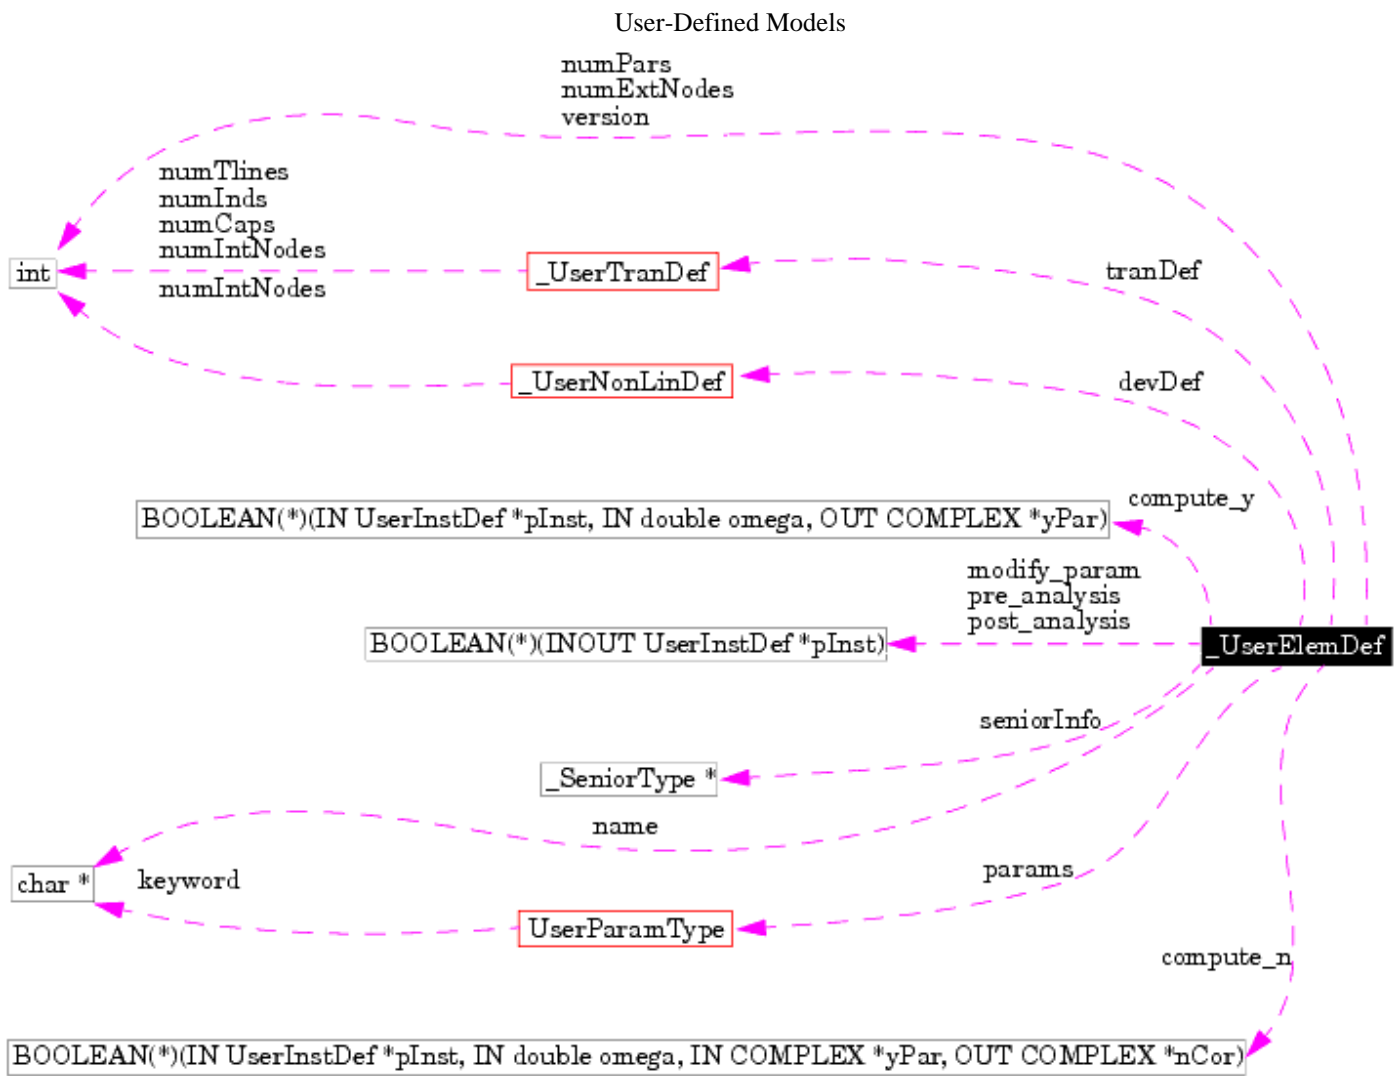 User-Defined Models
numPars
numExtNodes
version
numTlines
numInds
numCaps
numIntNodes
int
_UserTranDef
tranDef
numIntNodes
_UserNonLinDef
devDef
compute_y
BOOLEAN(*)(IN UserInstDef *pInst, IN double omega, OUT COMPLEX *yPar)
modify_param
pre_analysis
post_analysis
BOOLEAN(*)(INOUT UserInstDef *pInst)
_UserElemDef
seniorInfo
_SeniorType *
name
params
char *
keyword
UserParamType
compute_n
BOOLEAN(*)(IN UserInstDef *pInst, IN double omega, IN COMPLEX *yPar, OUT COMPLEX *nCor)